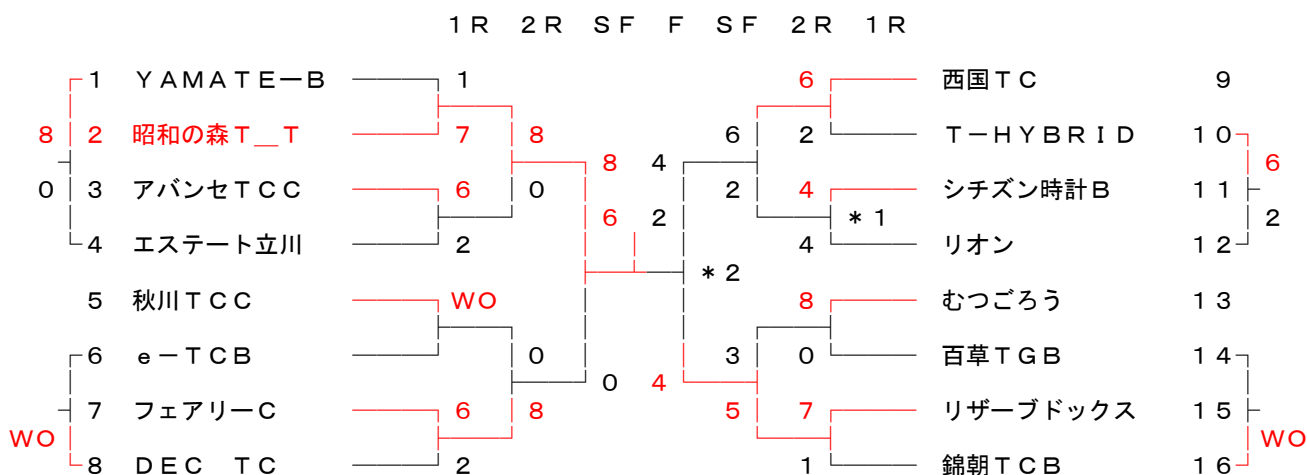 １Ｒ ２Ｒ ＳＦ Ｆ ＳＦ ２Ｒ １Ｒ
１ ＹＡＭＡＴＥーＢ １ ６ 西国ＴＣ ９
８ ２ 昭和の森Ｔ＿Ｔ ７ ８ ６ ２ Ｔ－ＨＹＢＲＩＤ １０
８ ４ ６
０ ３ アバンセＴＣＣ ６ ０ ２ ４ シチズン時計Ｂ １１
６ ２ ＊１ ２
４ エステート立川 ２ ４ リオン １２
＊２
５ 秋川ＴＣＣ ＷＯ ８ むつごろう １３
６ ｅ－ＴＣＢ ０ ３ ０ 百草ＴＧＢ １４
０ ４
７ フェアリーＣ ６ ８ ５ ７ リザーブドックス １５
ＷＯ ＷＯ
８ ＤＥＣ　ＴＣ ２ １ 錦朝ＴＣＢ １６